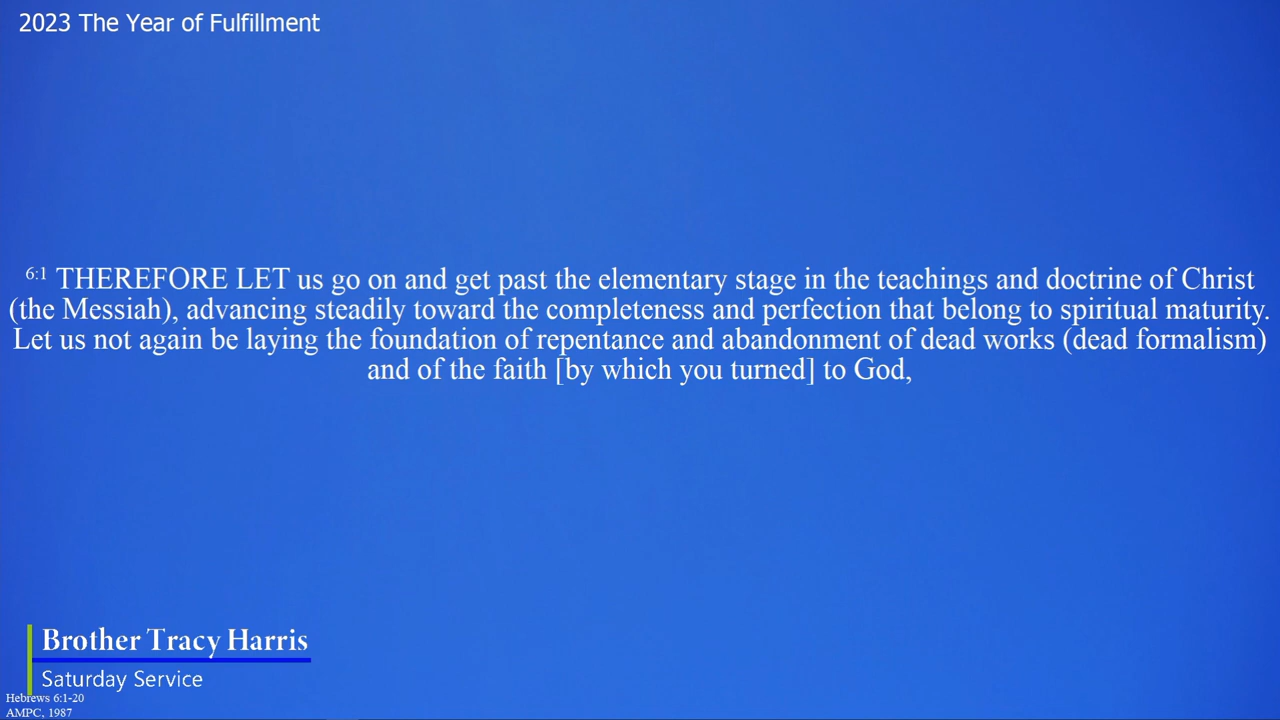 2023 The Year of Fulfillment
6:1 THEREFORE LET us go on and get past the elementary stage in the teachings and doctrine of Christ
(the Messiah), advancing steadily toward the completeness and perfection that belong to spiritual maturity.
Let us not again be laying the foundation of repentance and abandonment of dead works (dead formalism)
and of the faith [by which you turned] to God,
Brother Tracy Harris
Saturday Service
Hebrews 6:1-20
AMPC, 1987